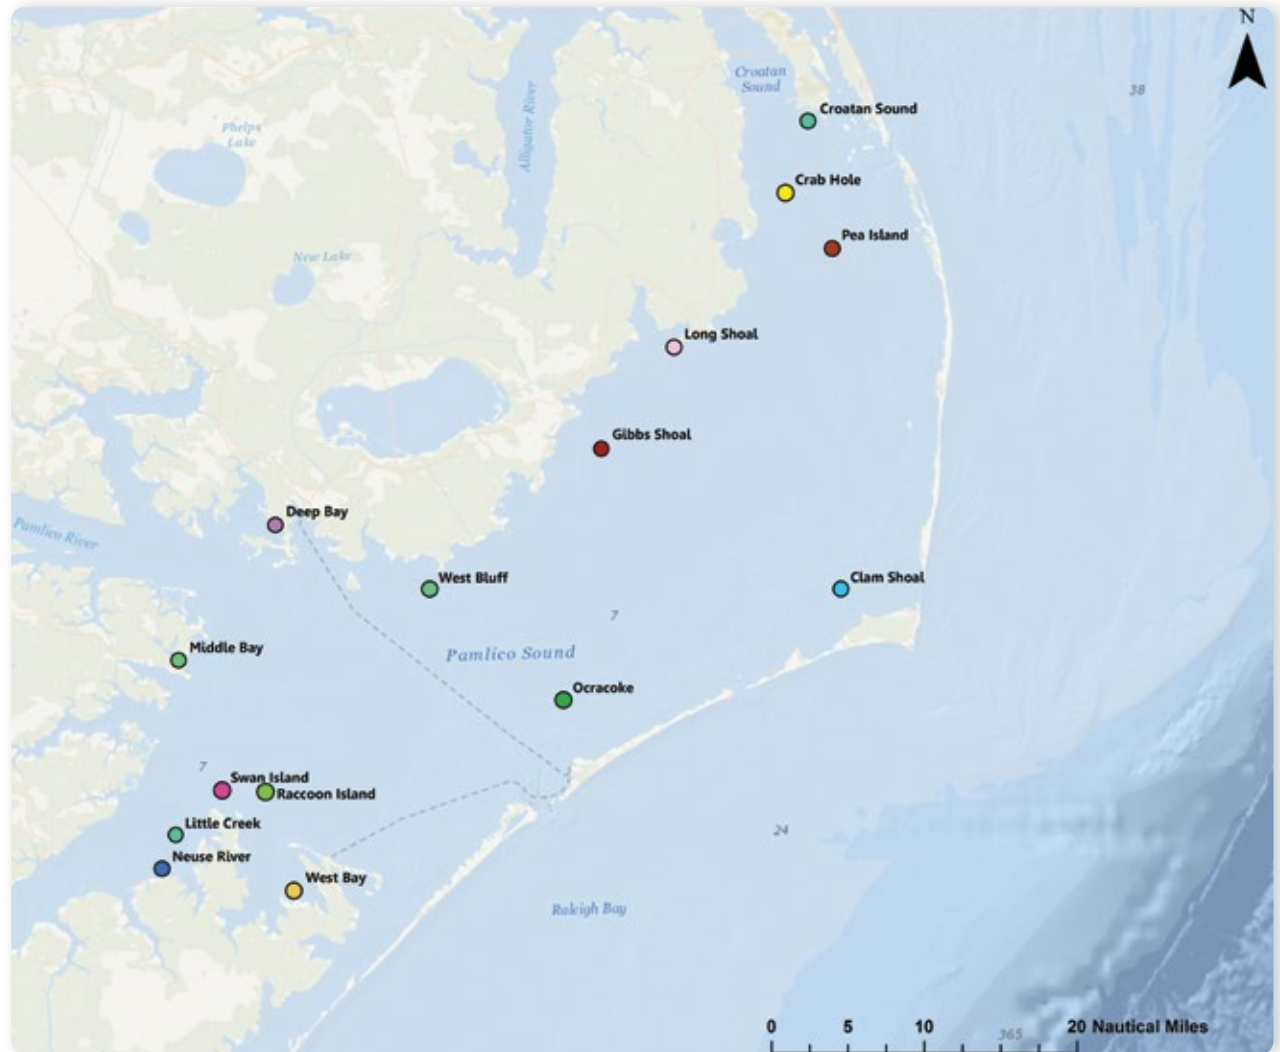 N
Croatan
Sound
38
Croatan Sound
Alligator River
Phelps
Lake
Crab Hole
Pea Island
New Lake
Long Shoal
Gibbs Shoal
Deep Bay
Pamlico River
West Bluff
Clam Shoal
7
Middle Bay
Pamlico Sound
Ocracoke
7
Swan Island
Raccoon Island
Little Creek
24
Neuse River
West Bay
Raleigh Bay
0 5 10 20 Nautical Miles
365